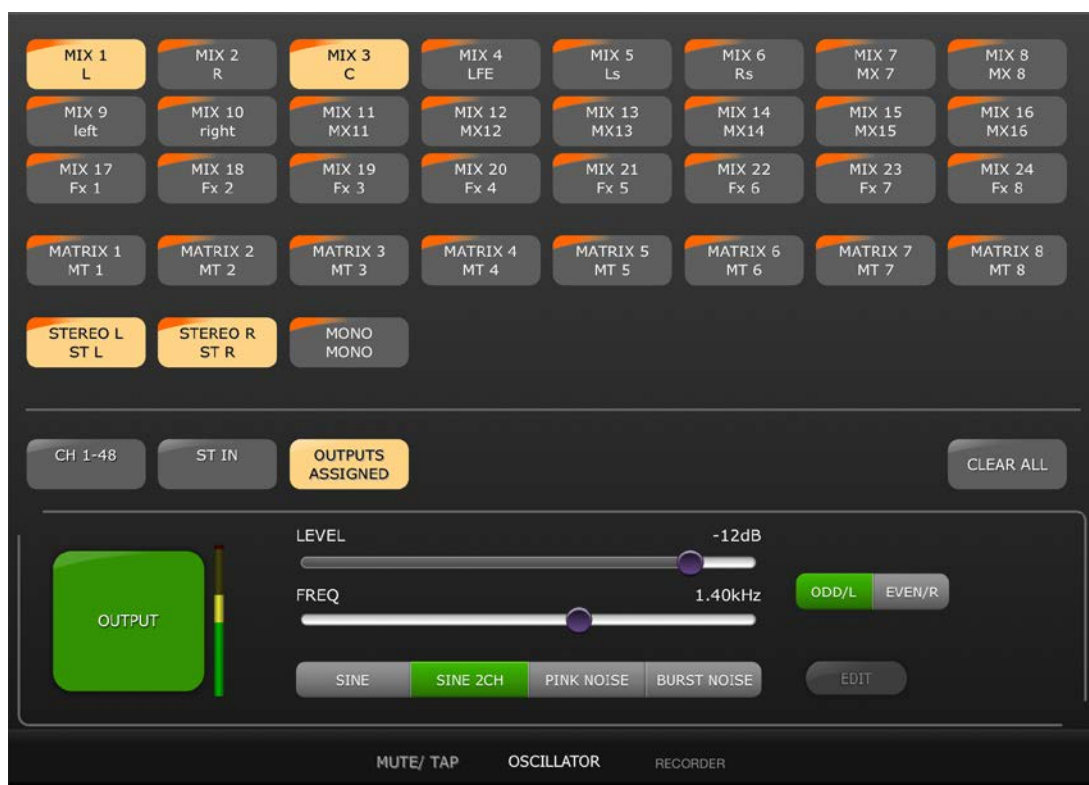 MIX 1 MIX 2 MIX 3 MIX 4 MIX 5 MIX 6 MIX 7 MIX 8
L R C LFE Ls Rs MX 7 MX 8
MIX 9 MIX 10 MIX 11 MIX 12 MIX 13 MIX 14 MIX 15 MIX 16
left right MX11 MX12 MX13 MX14 MX15 MX16
MIX 17 MIX 18 MIX 19 MIX 20 MIX 21 MIX 22 MIX 23 MIX 24
Fx 1 Fx 2 Fx 3 Fx 4 Fx 5 Fx 6 Fx 7 Fx 8
MATRIX 1 MATRIX 2 MATRIX 3 MATRIX 4 MATRIX 5 MATRIX 6 MATRIX 7 MATRIX 8
MT 1 MT 2 MT 3 MT 4 MT 5 MT 6 MT 7 MT 8
STEREO L STEREO R MONO
ST L ST R MONO
CH 1-48 ST IN OUTPUTS ASSIGNED CLEAR ALL
LEVEL -12dB
FREQ 1.40kHz
ODD/L EVEN/R
OUTPUT
SINE SINE 2CH PINK NOISE BURST NOISE EDIT
MUTE/ TAP OSCILLATOR RECORDER